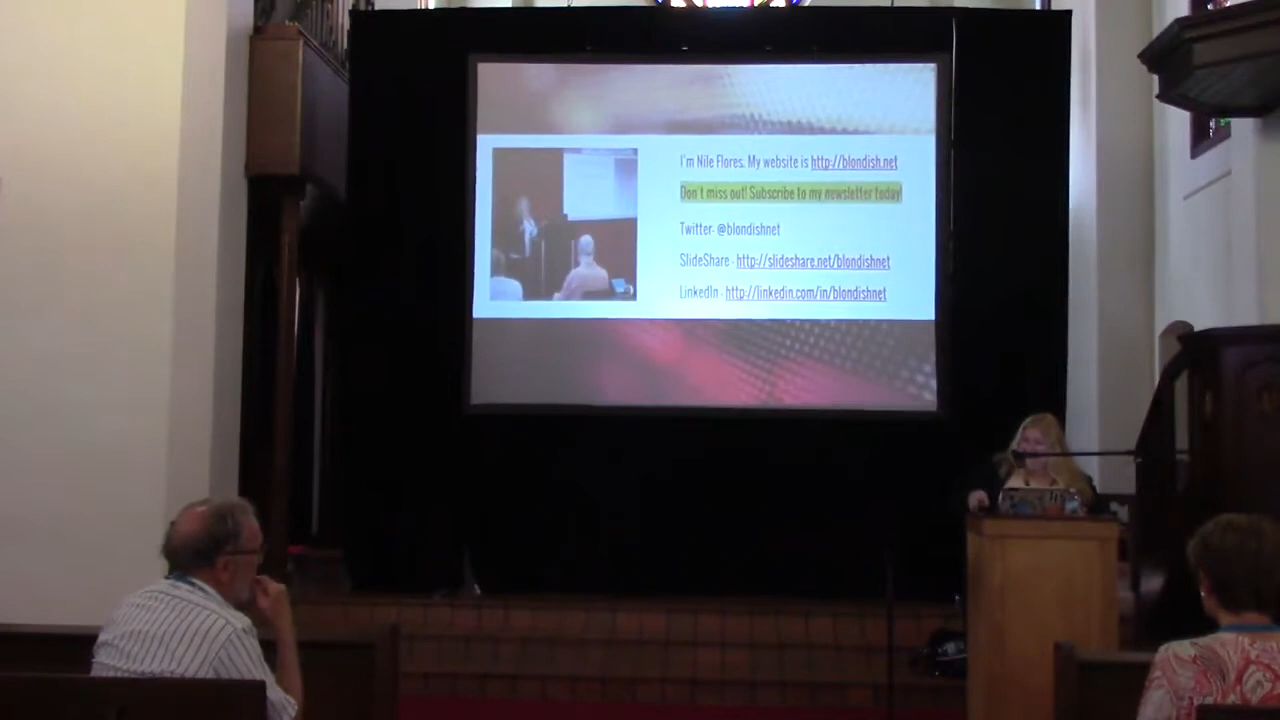 I'm Nile Flores. My website is http://blondish.net
Don't miss out! Subscribe to my newsletter today!
Twitter- @blondishnet
SlideShare - http://slideshare.net/blondishnet
LinkedIn - http://linkedin.com/in/blondishnet